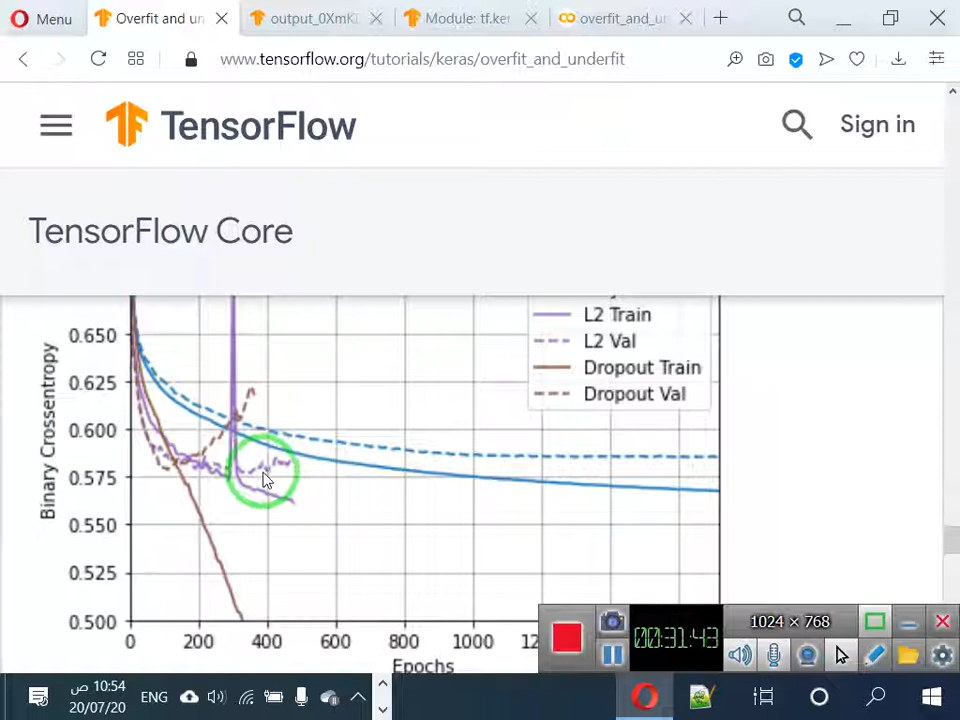 Menu
Overfit and un
output_0XmKD
Module: tf.ker
overfit_and_un
www.tensorflow.org/tutorials/keras/overfit_and_underfit
TensorFlow
Sign in
TensorFlow Core
L2 Train
L2 Val
Dropout Train
Dropout Val
0.650
0.625
0.600
0.575
0.550
0.525
0.500
Binary Crossentropy
0 200 400 600 800 1000
Epochs
00:31:43
1024 × 768
10:54 ص
20/07/20
ENG